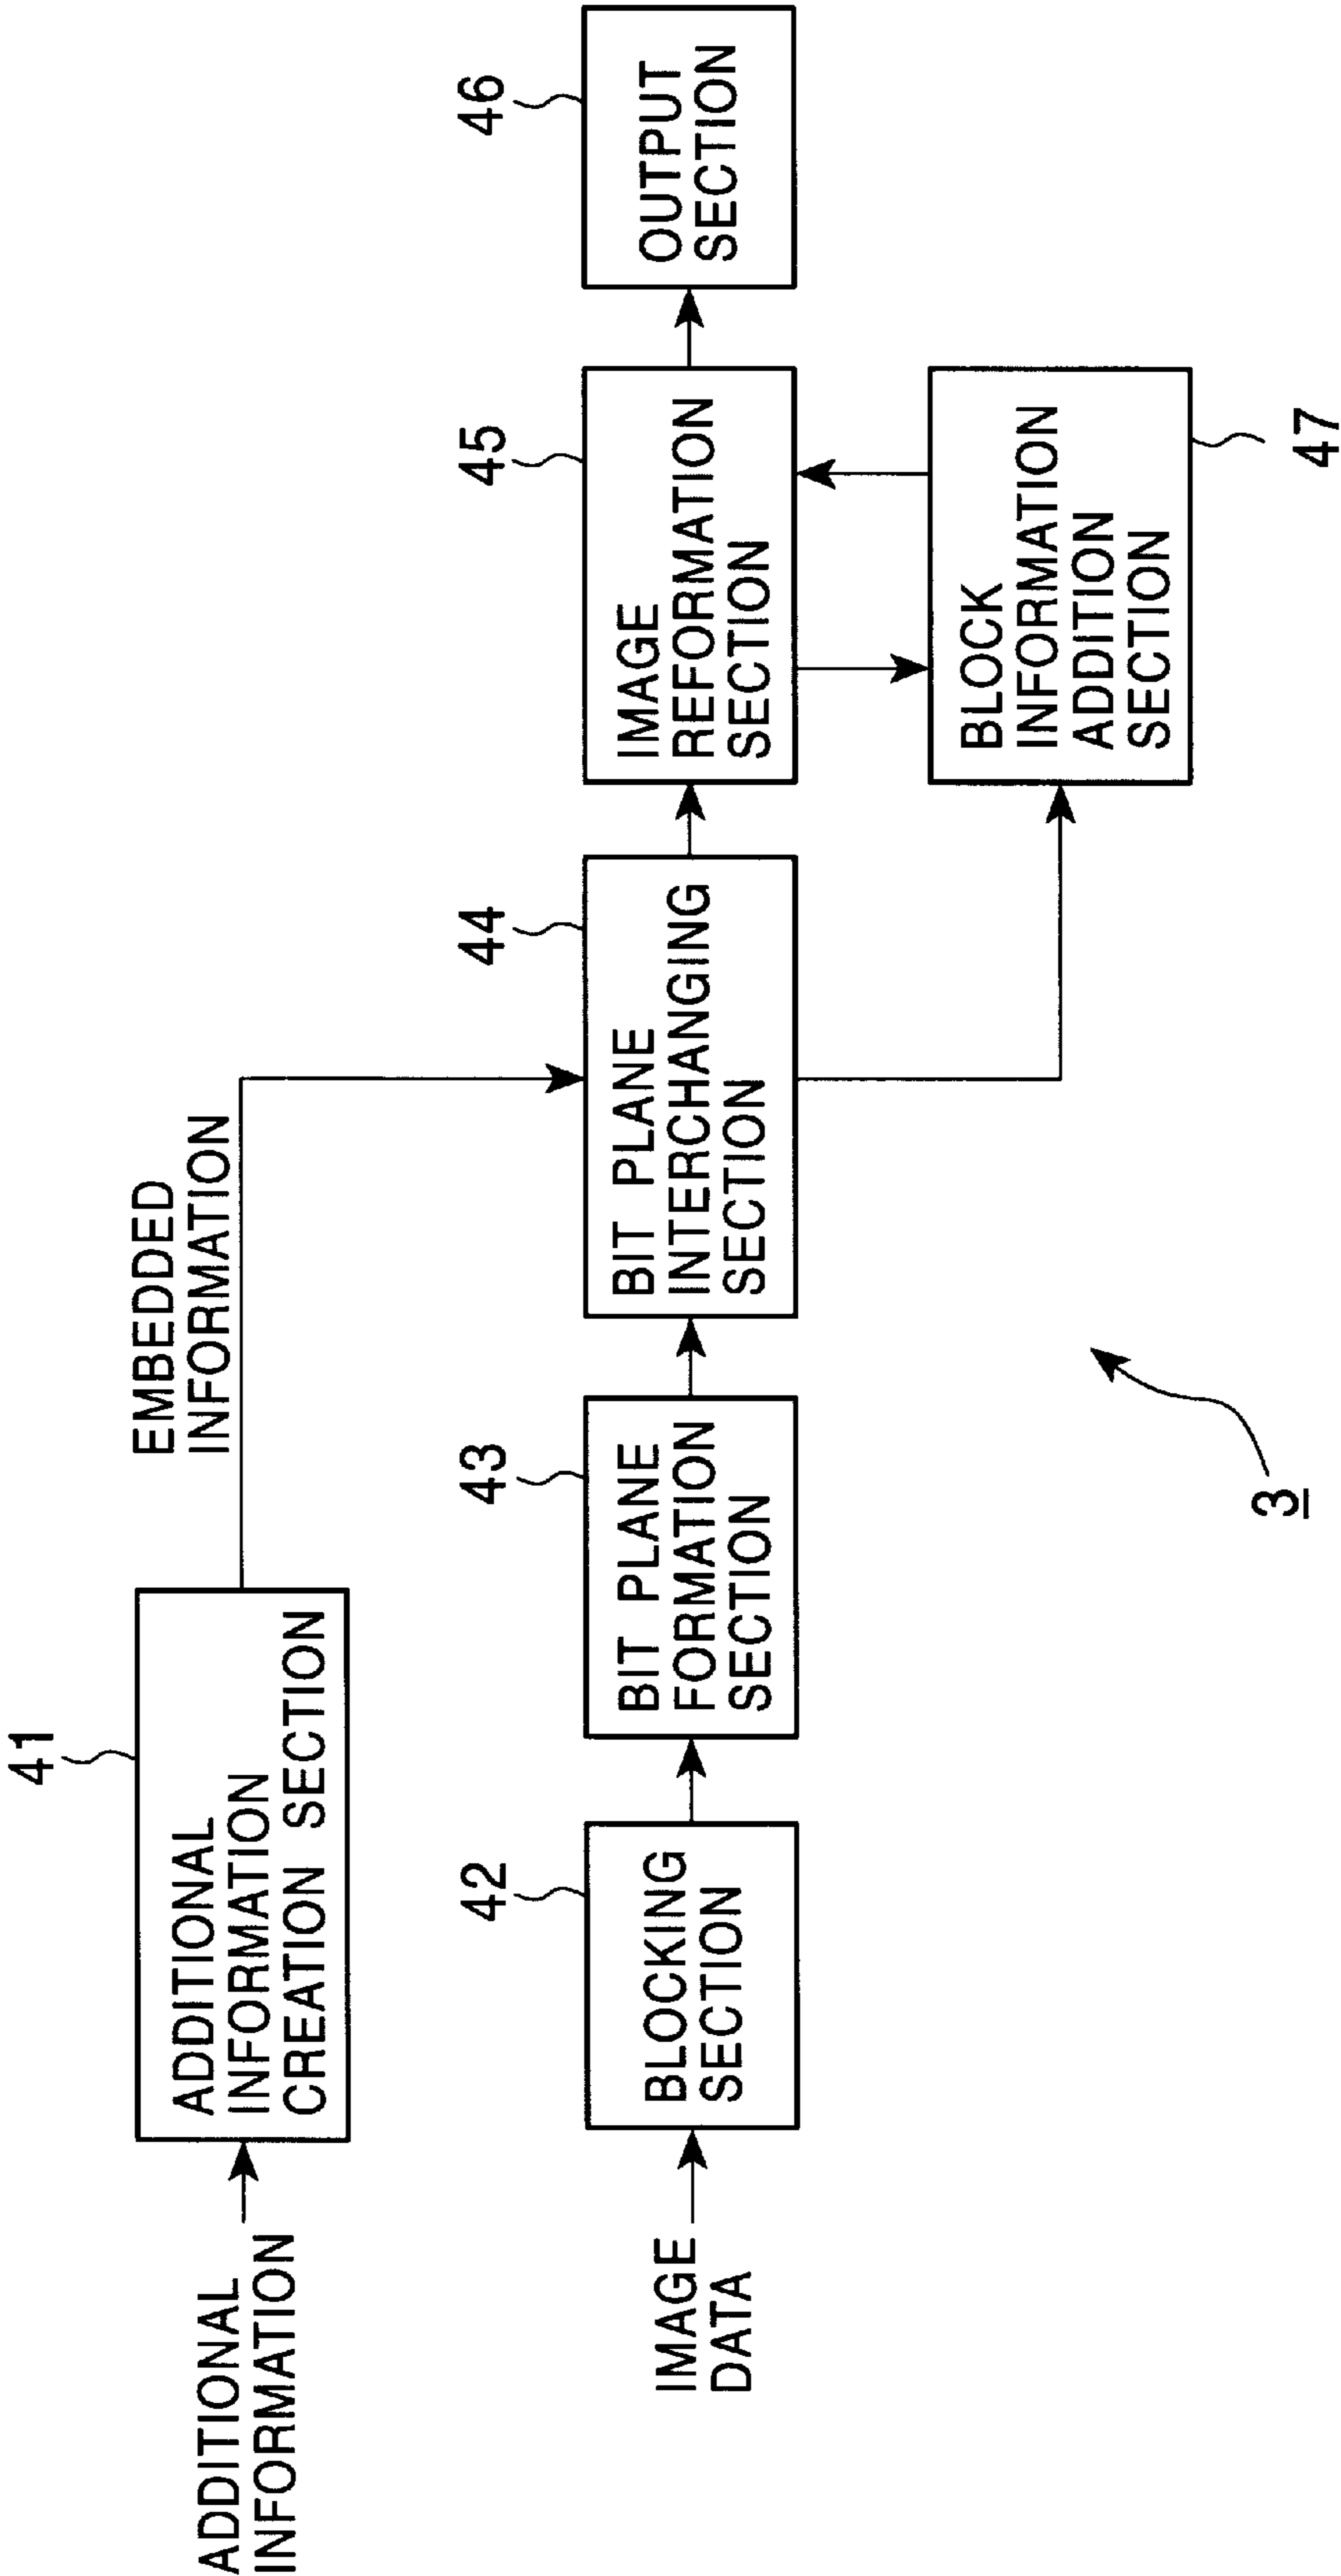 ADDITIONAL
INFORMATION
41
ADDITIONAL
INFORMATION
CREATION SECTION
EMBEDDED
INFORMATION
IMAGE
DATA
42
BLOCKING
SECTION
43
BIT PLANE
FORMATION
SECTION
44
BIT PLANE
INTERCHANGING
SECTION
45
IMAGE
REFORMATION
SECTION
46
OUTPUT
SECTION
BLOCK
INFORMATION
ADDITION
SECTION
47
3